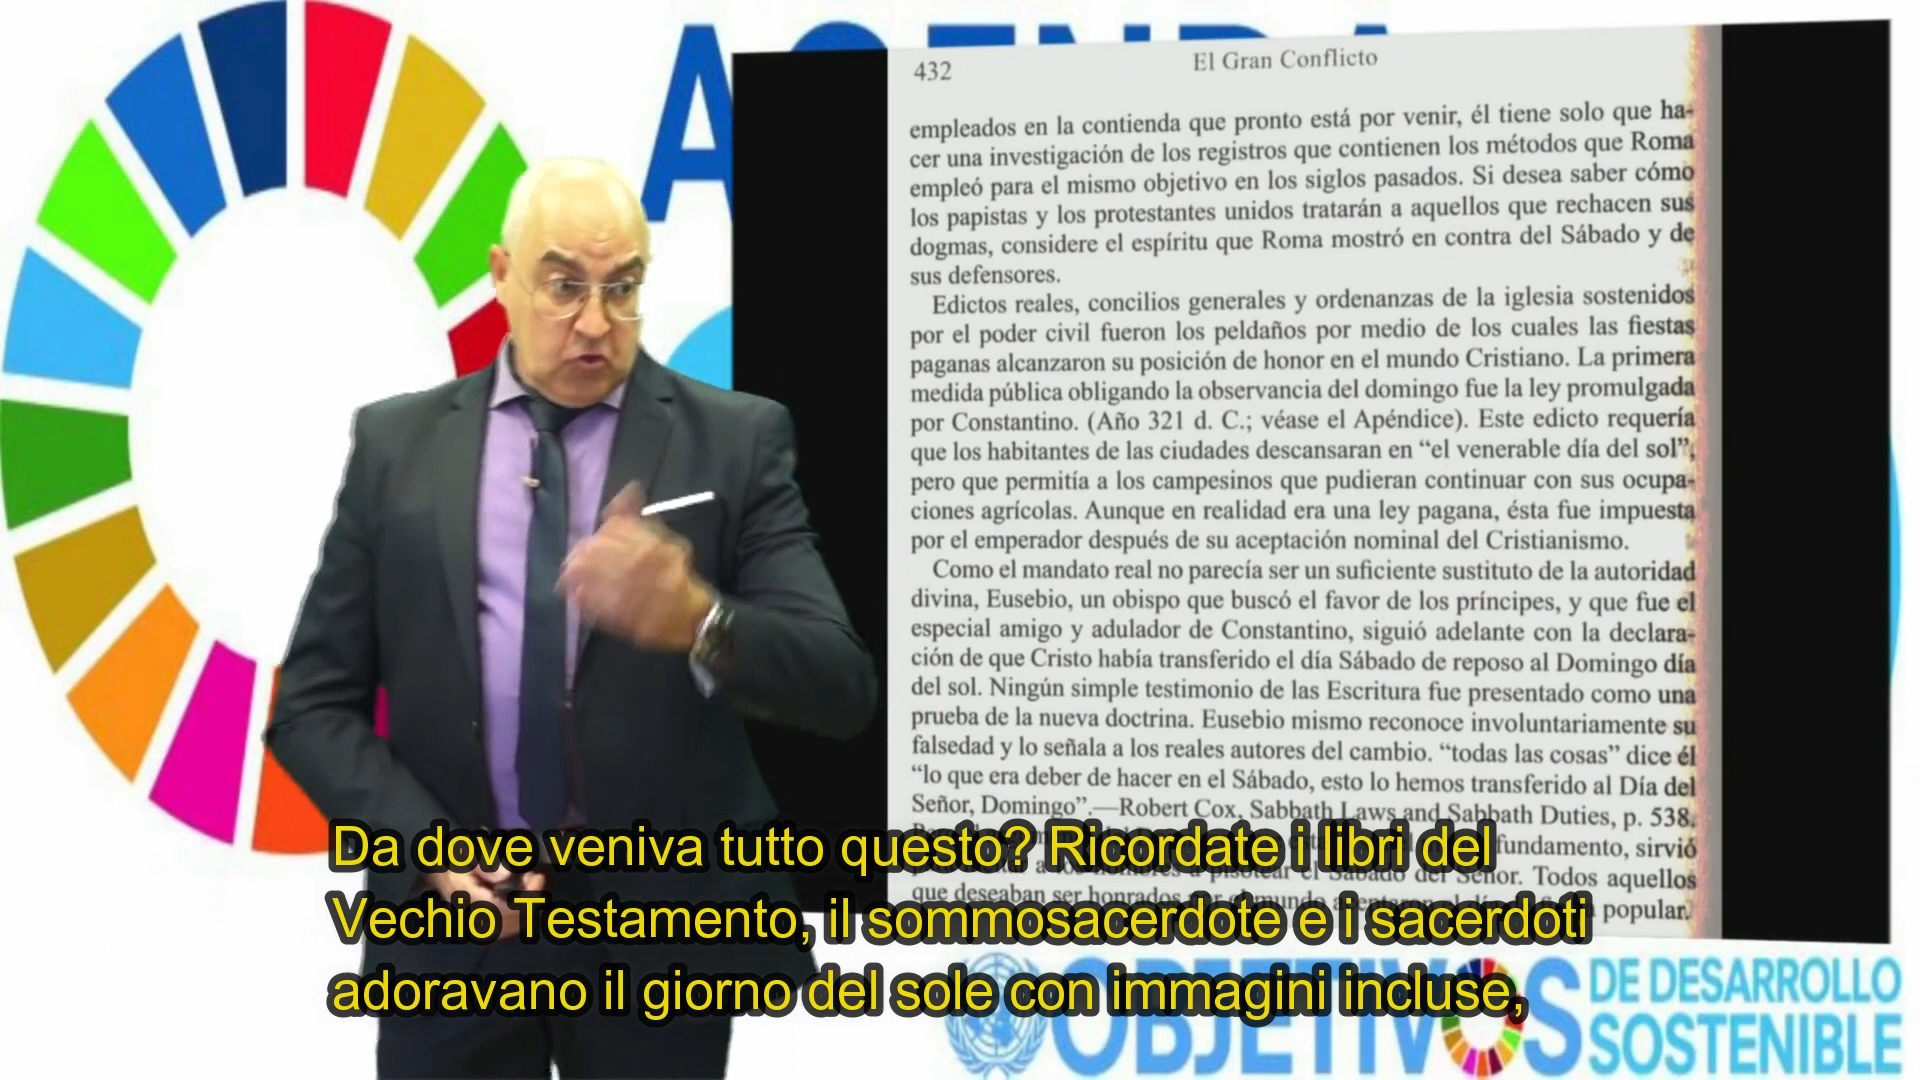 AGENDA
432
El Gran Conflicto
empleados en la contienda que pronto está por venir, él tiene solo que ha-
cer una investigación de los registros que contienen los métodos que Roma
empleó para el mismo objetivo en los siglos pasados. Si desea saber cómo
los papistas y los protestantes unidos tratarán a aquellos que rechacen sus
dogmas, considere el espíritu que Roma mostró en contra del Sábado y de
sus defensores.
Edictos reales, concilios generales y ordenanzas de la iglesia sostenidos
por el poder civil fueron los peldaños por medio de los cuales las fiestas
paganas alcanzaron su posición de honor en el mundo Cristiano. La primera
medida pública obligando la observancia del domingo fue la ley promulgada
por Constantino. (Año 321 d. C.; véase el Apéndice). Este edicto requería
que los habitantes de las ciudades descansaran en “el venerable día del sol”,
pero que permitía a los campesinos que pudieran continuar con sus ocupa-
ciones agrícolas. Aunque en realidad era una ley pagana, ésta fue impuesta
por el emperador después de su aceptación nominal del Cristianismo.
Como el mandato real no parecía ser un suficiente sustituto de la autoridad
divina, Eusebio, un obispo que buscó el favor de los príncipes, y que fue el
especial amigo y adulador de Constantino, siguió adelante con la declara-
ción de que Cristo había transferido el día Sábado de reposo al Domingo día
del sol. Ningún simple testimonio de las Escritura fue presentado como una
prueba de la nueva doctrina. Eusebio mismo reconoce involuntariamente su
falsedad y lo señala a los reales autores del cambio. “todas las cosas” dice él
“lo que era deber de hacer en el Sábado, esto lo hemos transferido al Día del
Señor, Domingo”.—Robert Cox, Sabbath Laws and Sabbath Duties, p. 538.
fundamento, sirvió
a los hombres a pisotear el Sábado del Señor. Todos aquellos
que deseaban ser honrados popular.
Da dove veniva tutto questo? Ricordate i libri del
Vechio Testamento, il sommosacerdote e i sacerdoti
adoravano il giorno del sole con immagini incluse,
OBJETIVOS
DE DESARROLLO
SOSTENIBLE